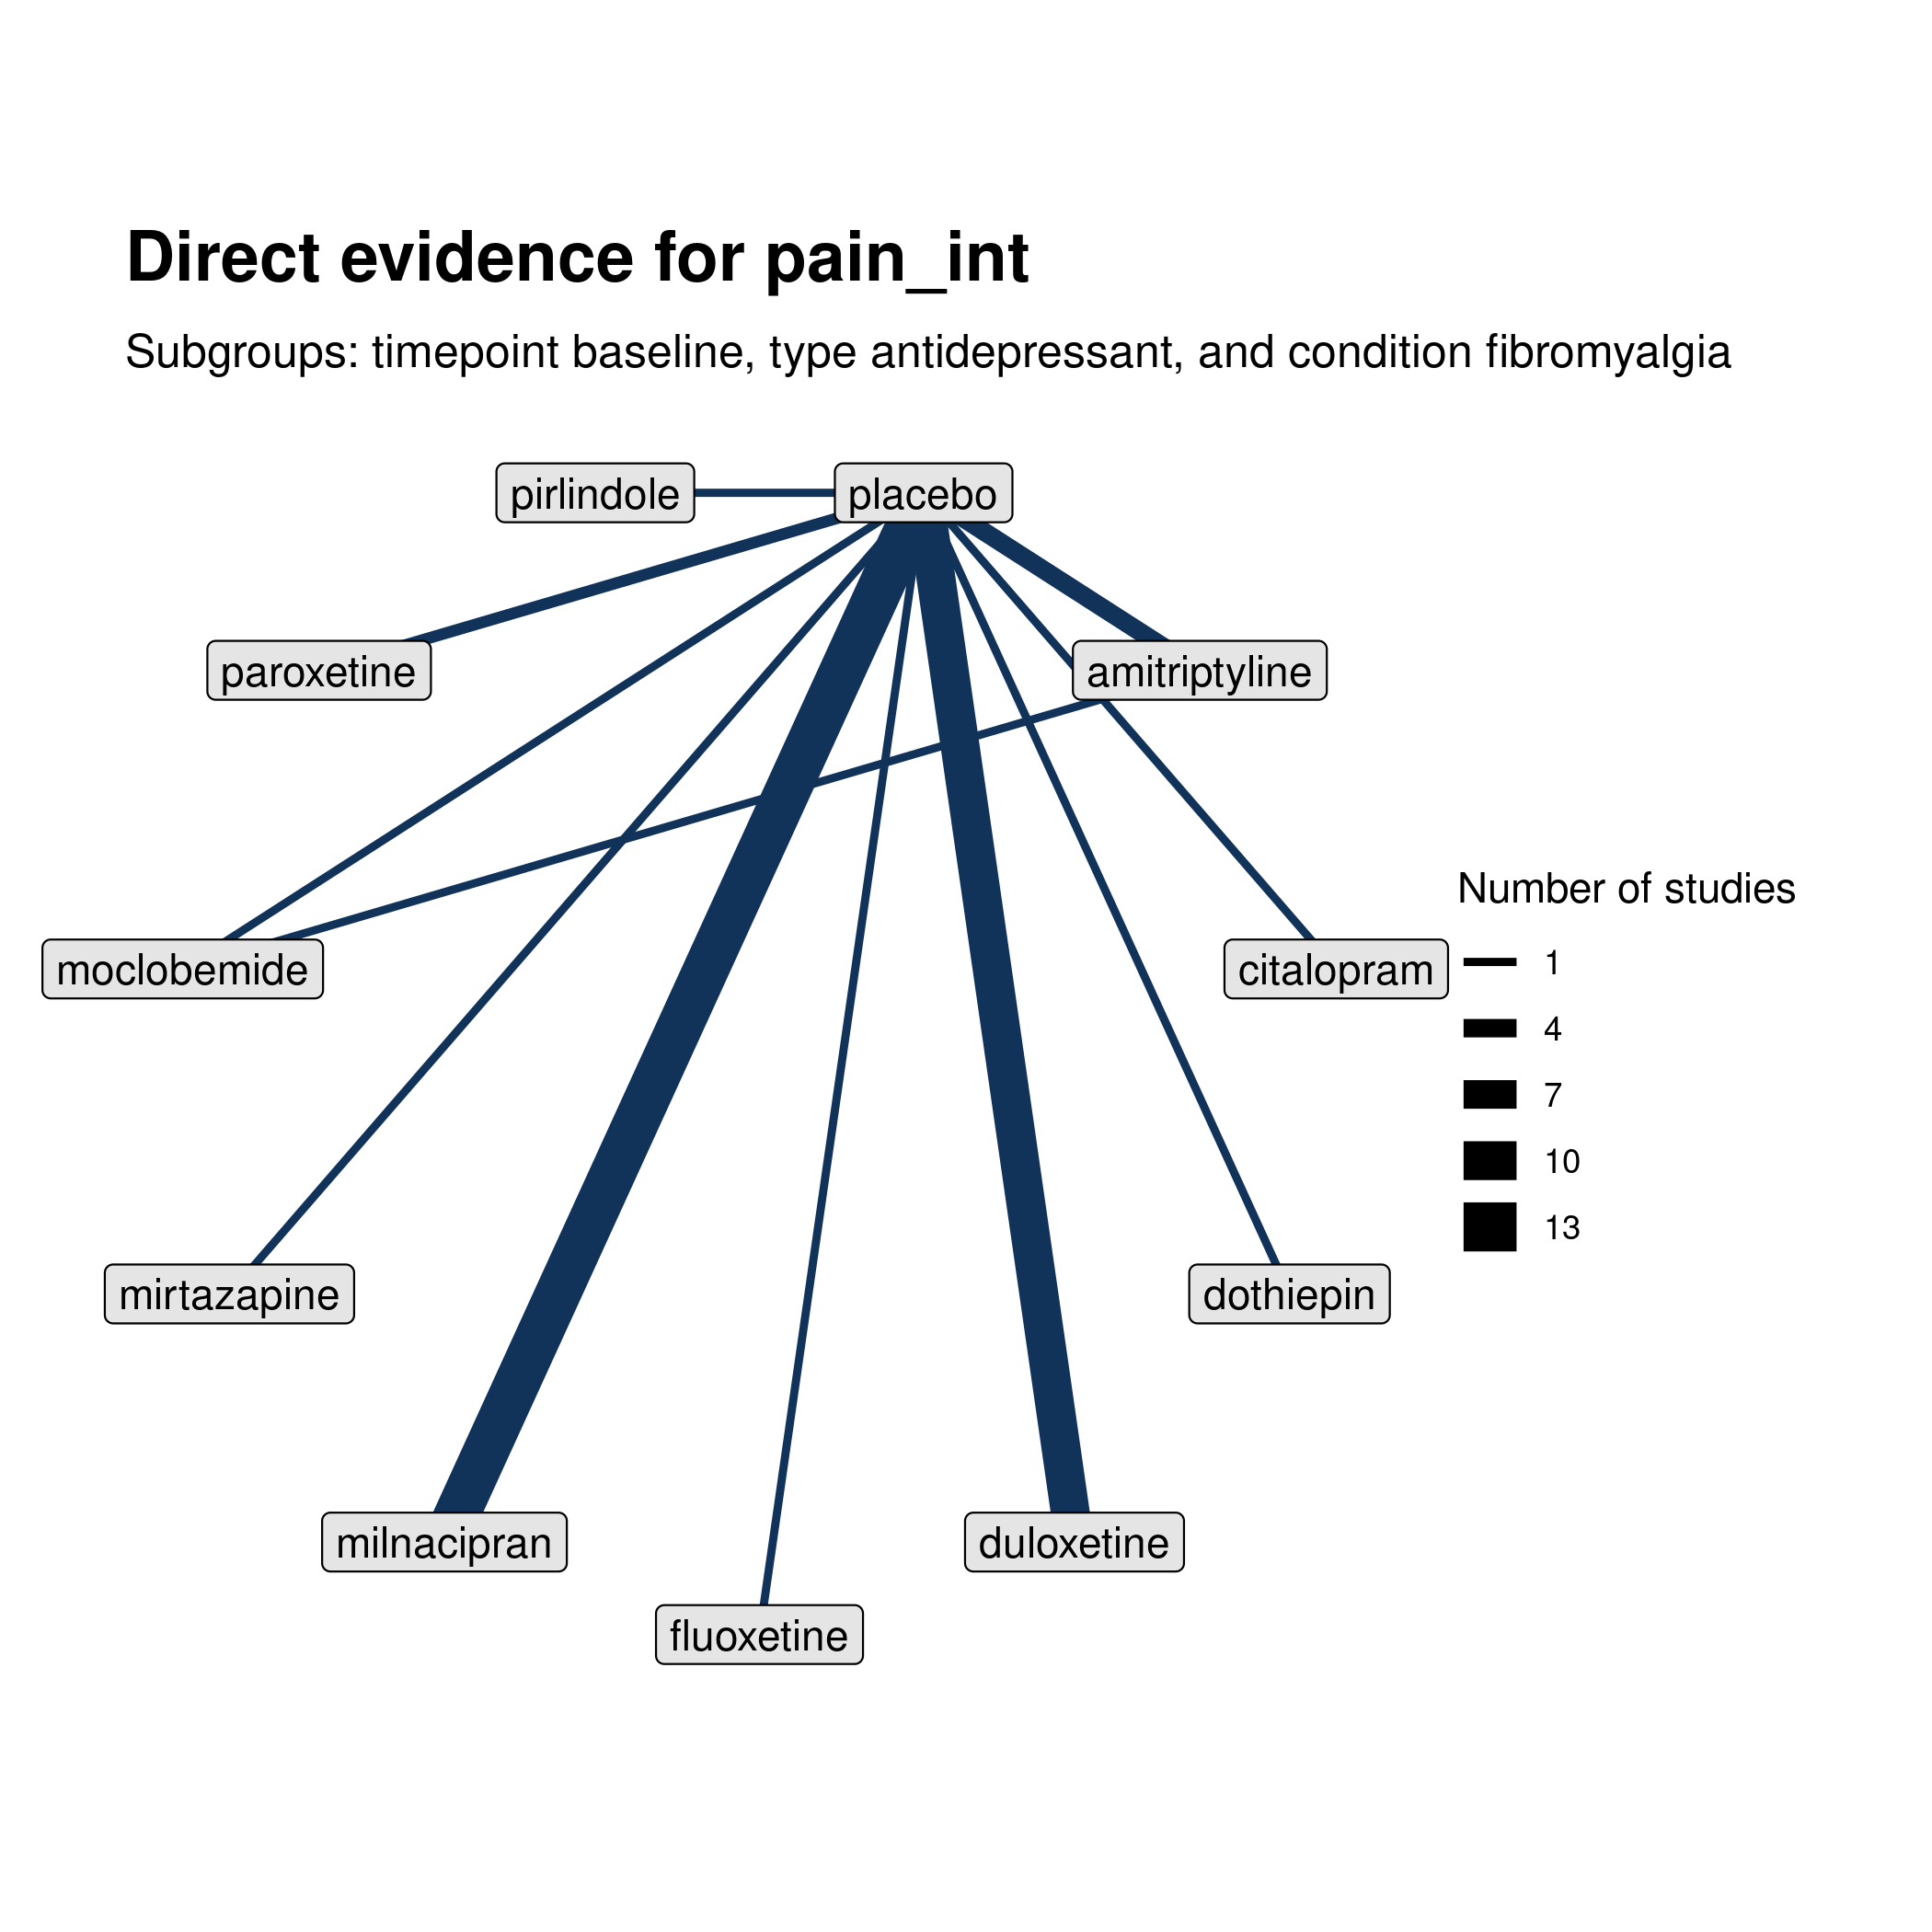 Direct evidence for pain_int
Subgroups: timepoint baseline, type antidepressant, and condition fibromyalgia
pirlindole
placebo
paroxetine
amitriptyline
Number of studies
moclobemide
citalopram
1
4
7
10
13
mirtazapine
dothiepin
milnacipran
duloxetine
fluoxetine